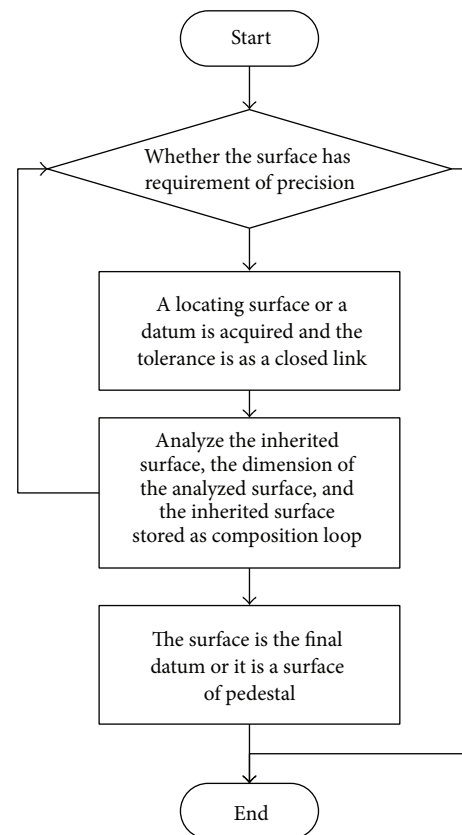 Start
Whether the surface has
requirement of precision
A locating surface or a
datum is acquired and the
tolerance is as a closed link
Analyze the inherited
surface, the dimension of
the analyzed surface, and
the inherited surface
stored as composition loop
The surface is the final
datum or it is a surface
of pedestal
End